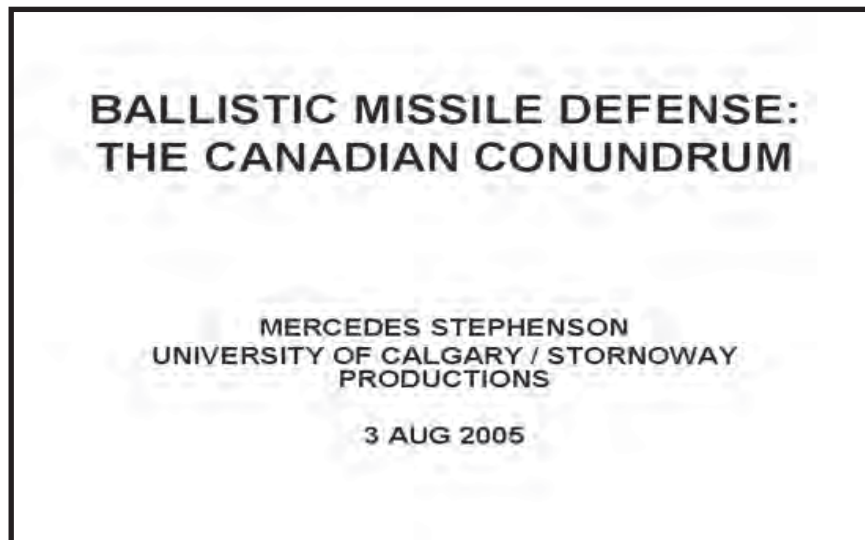 BALLISTIC MISSILE DEFENSE:
THE CANADIAN CONUNDRUM
MERCEDES STEPHENSON
UNIVERSITY OF CALGARY / STORNOWAY
PRODUCTIONS
3 AUG 2005